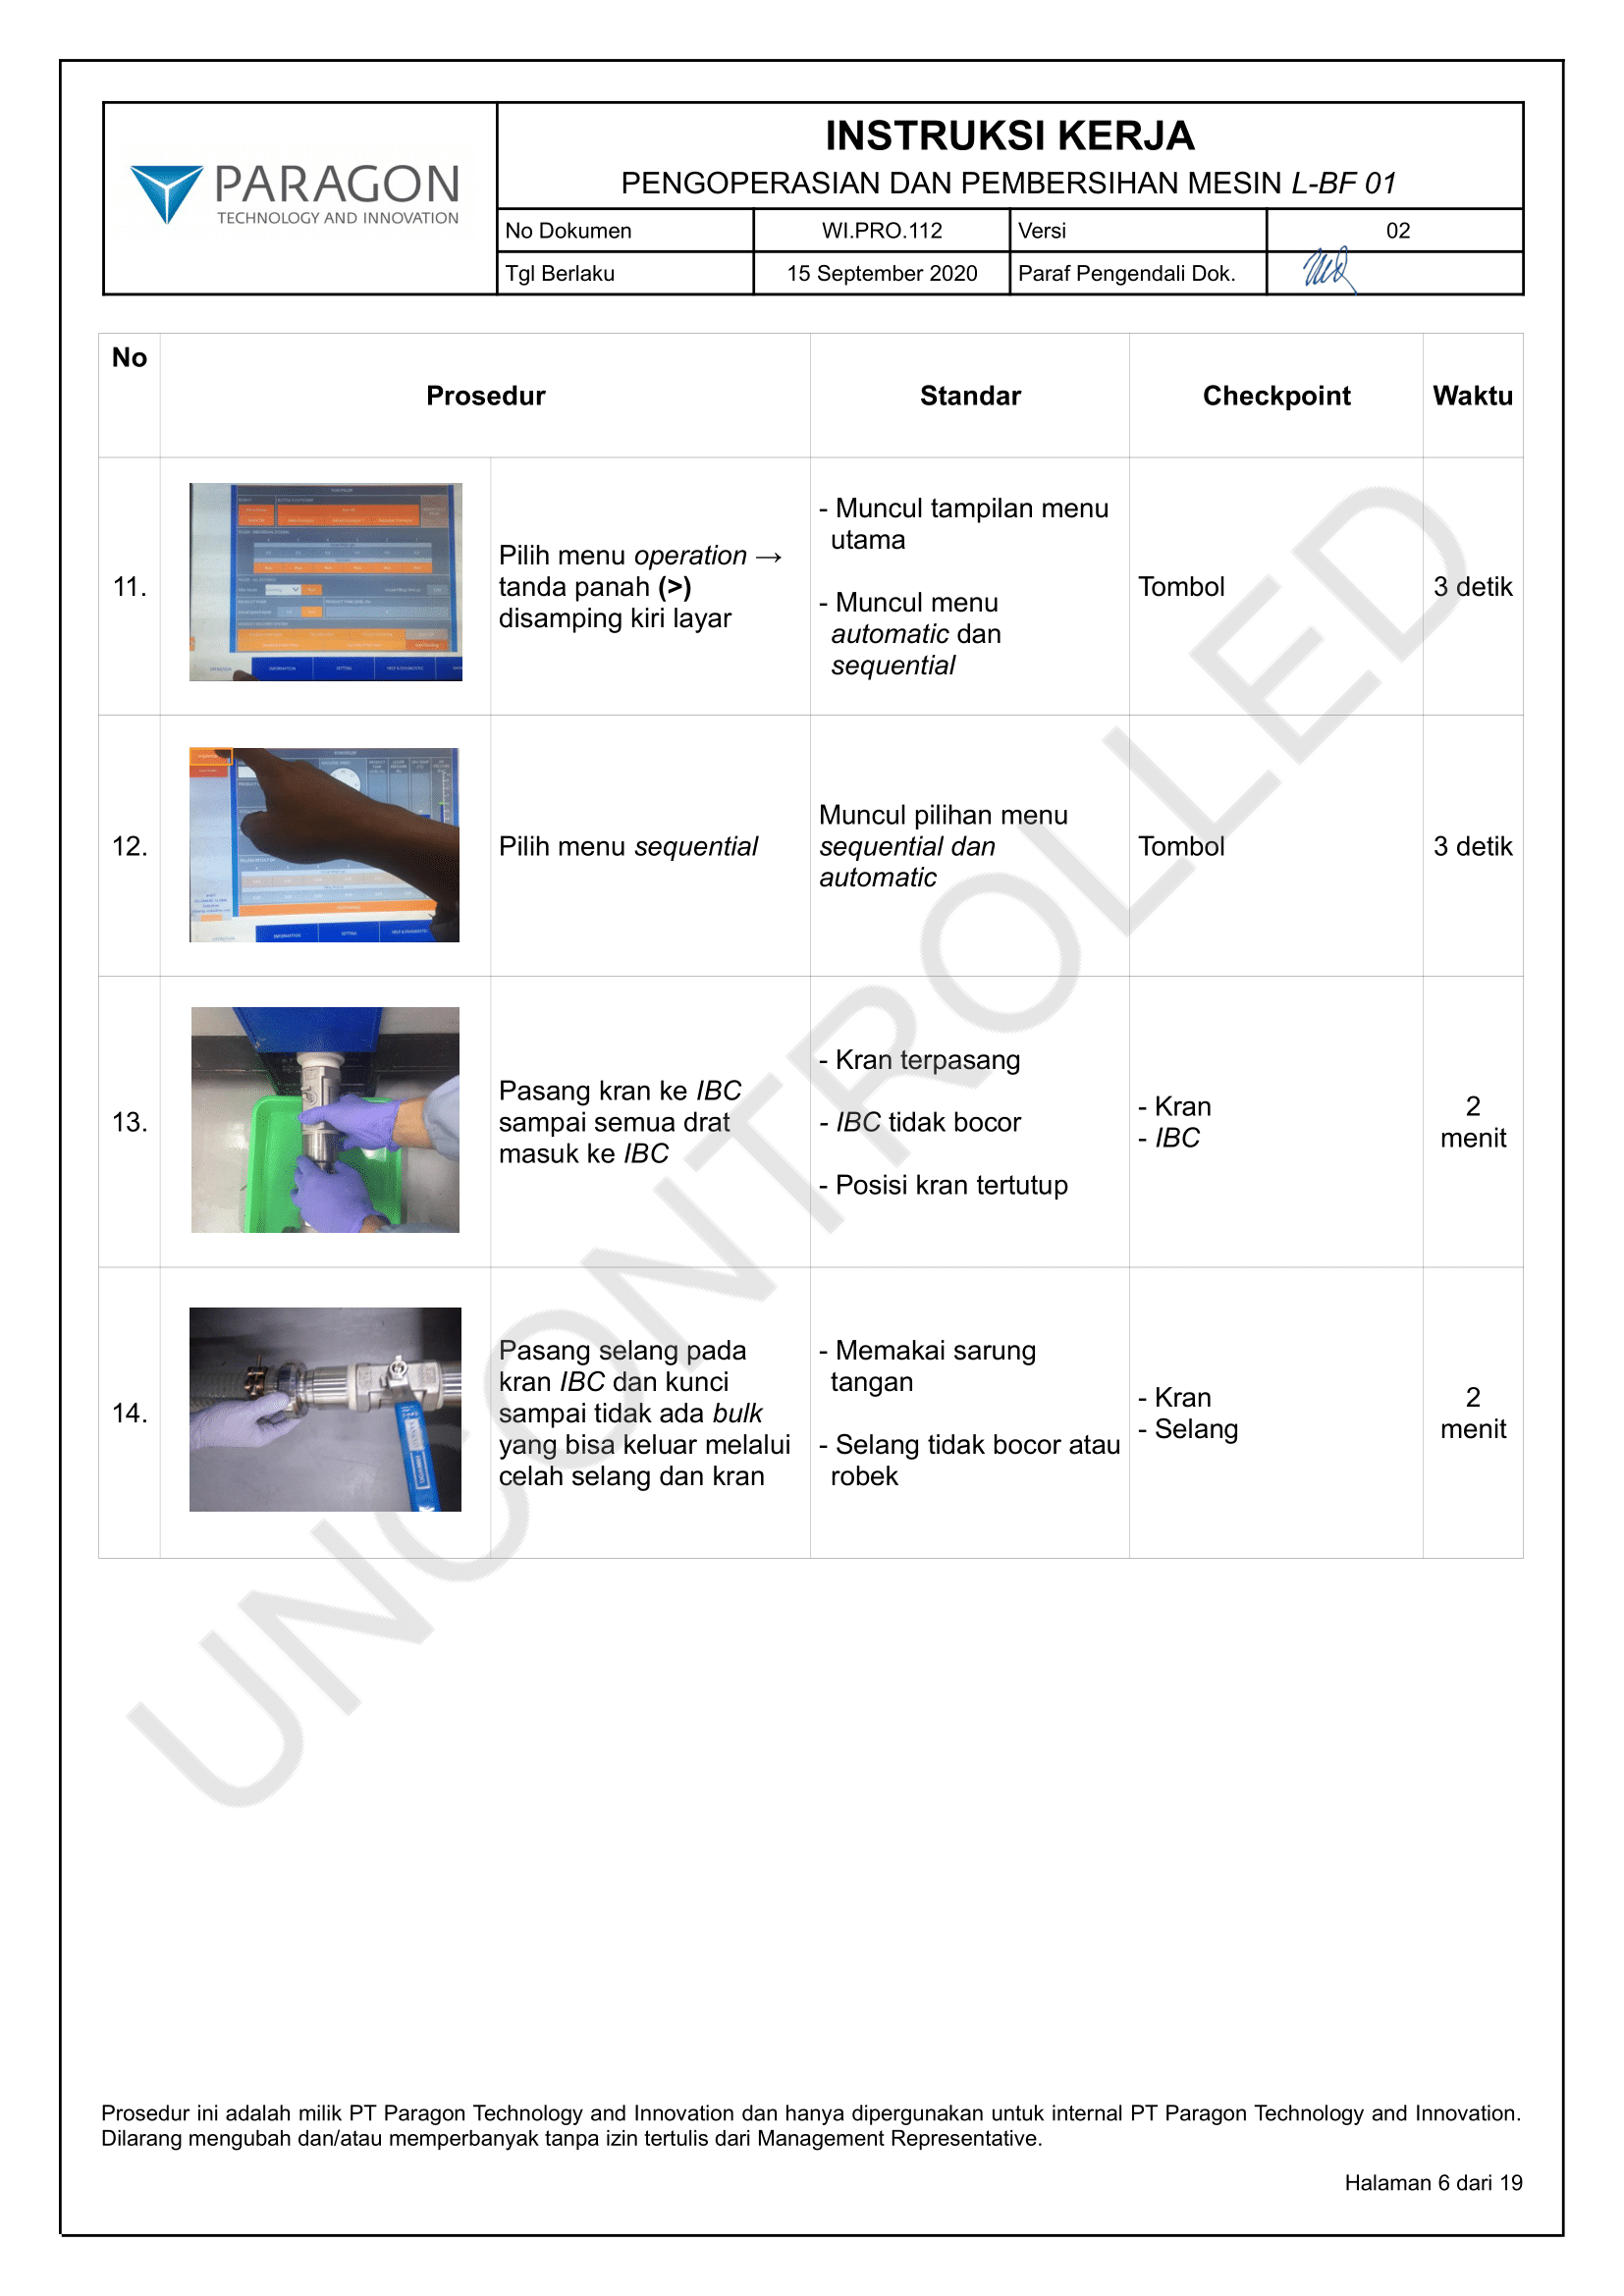 PARAGON
TECHNOLOGY AND INNOVATION
INSTRUKSI KERJA
PENGOPERASIAN DAN PEMBERSIHAN MESIN L-BF 01
No Dokumen WI.PRO.112 Versi 02
Tgl Berlaku 15 September 2020 Paraf Pengendali Dok.
No Prosedur Standar Checkpoint Waktu
11.
Pilih menu operation →
tanda panah (>)
disamping kiri layar
- Muncul tampilan menu
utama
- Muncul menu
automatic dan
sequential
Tombol
3 detik
OPERATION INFORMATION SETTING HELP & DIAGNOSTIC
12.
Pilih menu sequential
Muncul pilihan menu
sequential dan
automatic
Tombol
3 detik
OPERATION INFORMATION SETTING
13.
Pasang kran ke IBC
sampai semua drat
masuk ke IBC
- Kran terpasang
- IBC tidak bocor
- Posisi kran tertutup
- Kran
- IBC
2
menit
14.
Pasang selang pada
kran IBC dan kunci
sampai tidak ada bulk
yang bisa keluar melalui
celah selang dan kran
- Memakai sarung
tangan
- Selang tidak bocor atau
robek
- Kran
- Selang
2
menit
UNCONTROLLED
Prosedur ini adalah milik PT Paragon Technology and Innovation dan hanya dipergunakan untuk internal PT Paragon Technology and Innovation.
Dilarang mengubah dan/atau memperbanyak tanpa izin tertulis dari Management Representative.
Halaman 6 dari 19